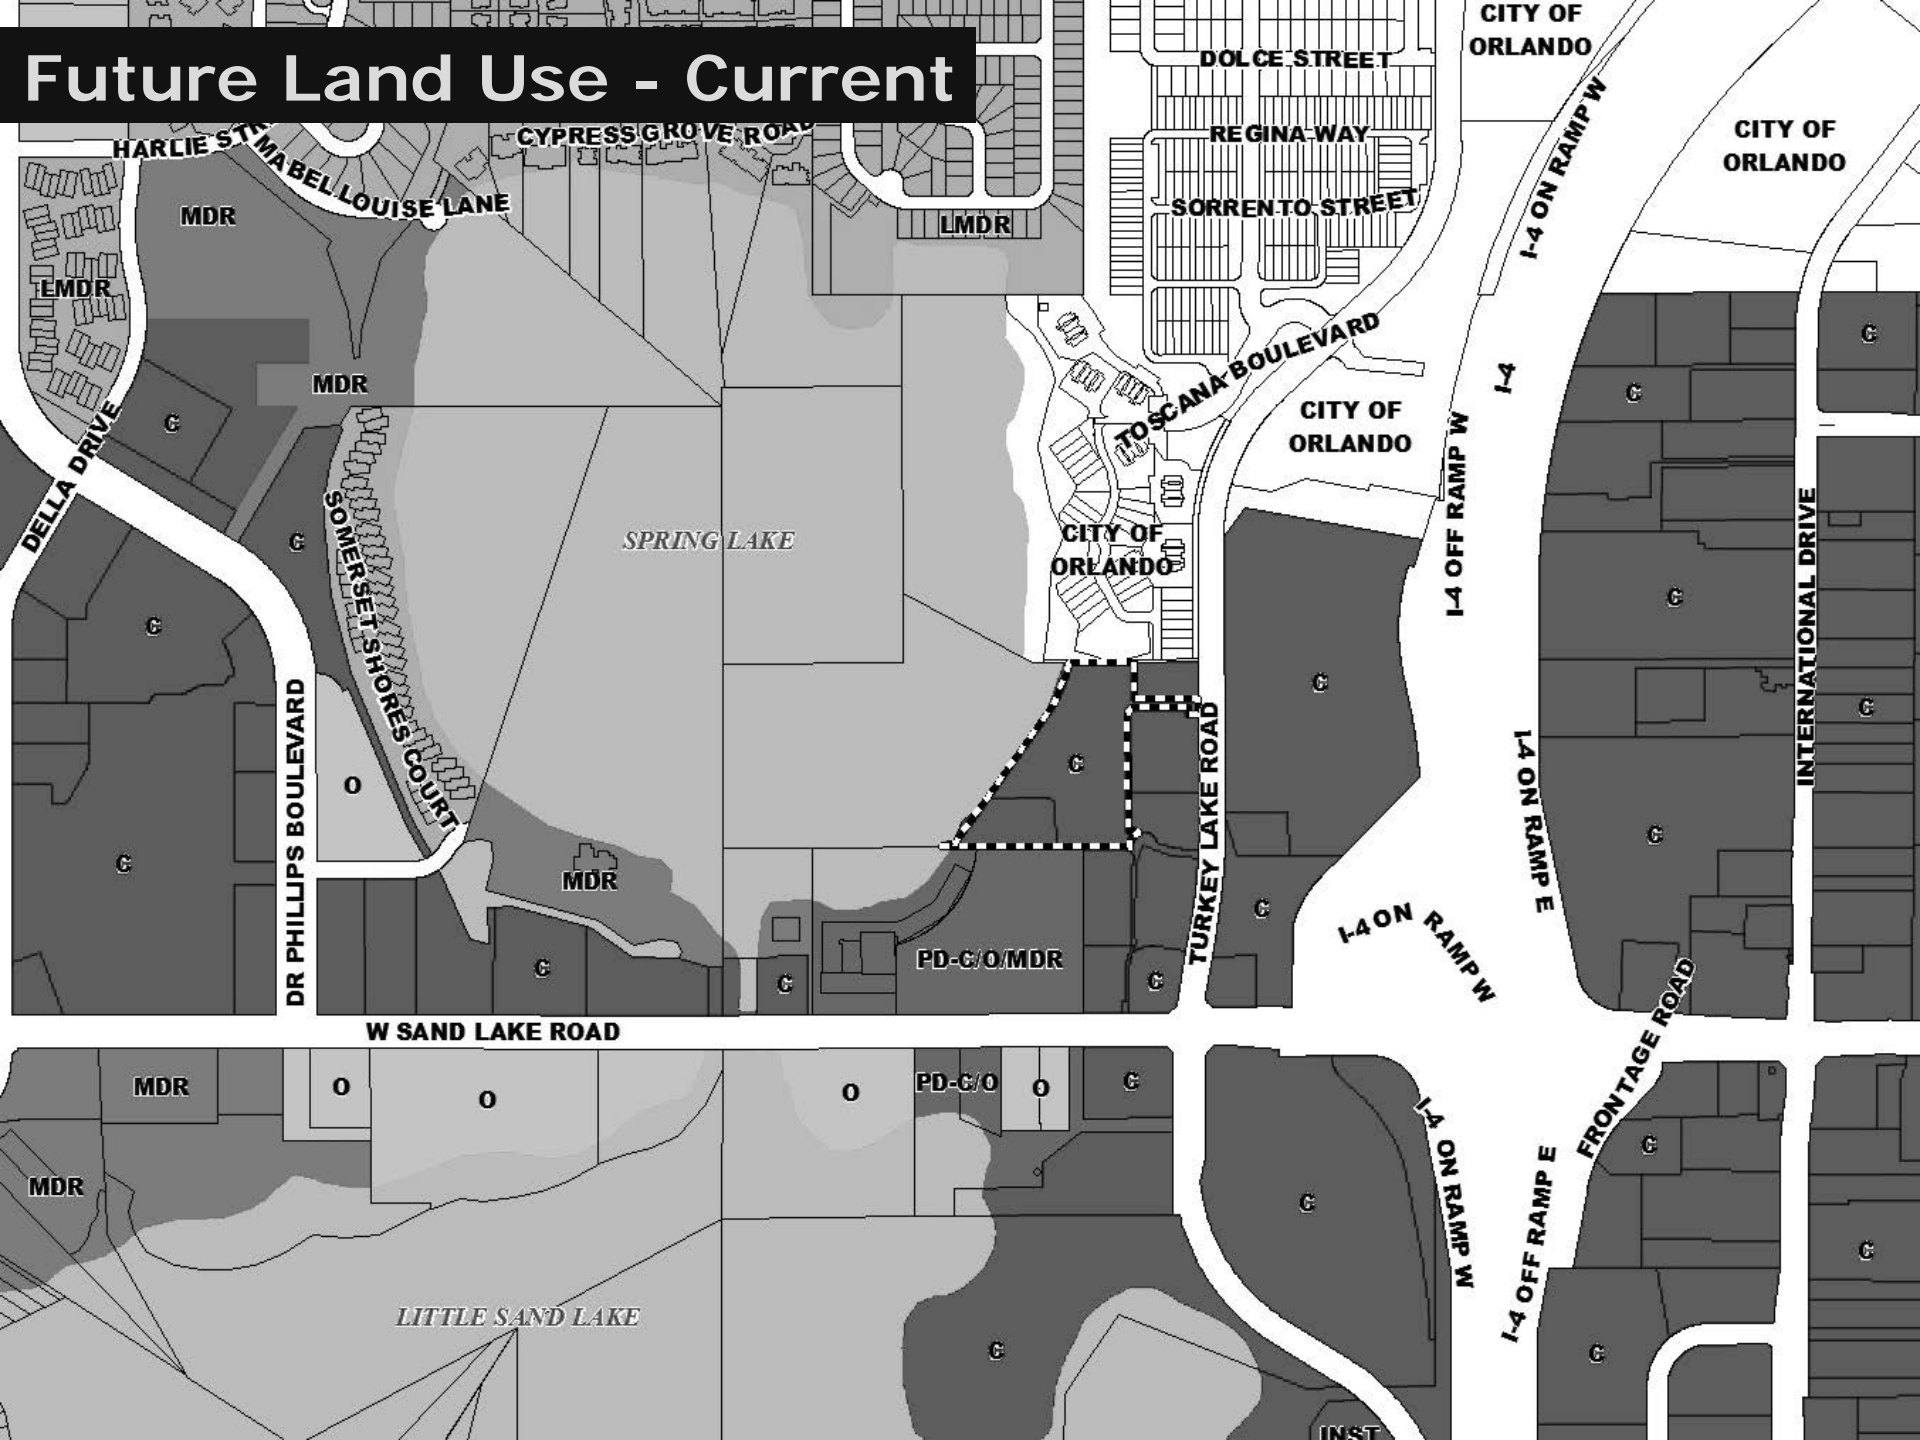 CITY OF
ORLANDO
Future Land Use - Current
DOLCE STREET
HARLIE
CYPRESS GROVE ROAD
REGINA WAY
CITY OF
ORLANDO
I-4 ON RAMP W
MABEL LOUISE LANE
MDR
SORRENTO STREET
LMDR
LMDR
TOSCANA BOULEVARD
C
MDR
I-4
C
CITY OF
ORLANDO
C
DELLA DRIVE
I-4 OFF RAMP W
INTERNATIONAL DRIVE
SOMERSET SHORES COURT
C
SPRING LAKE
CITY OF
ORLANDO
C
C
C
C
DR PHILLIPS BOULEVARD
TURKEY LAKE ROAD
C
I-4 ON RAMP E
O
C
C
C
MDR
C
I-4 ON RAMP W
PD-C/O/MDR
C
C
C
FRONTAGE ROAD
W SAND LAKE ROAD
MDR
O
O
O
PD-C/O
O
C
I-4 ON RAMP W
C
MDR
I-4 OFF RAMP E
C
C
LITTLE SAND LAKE
C
C
INST